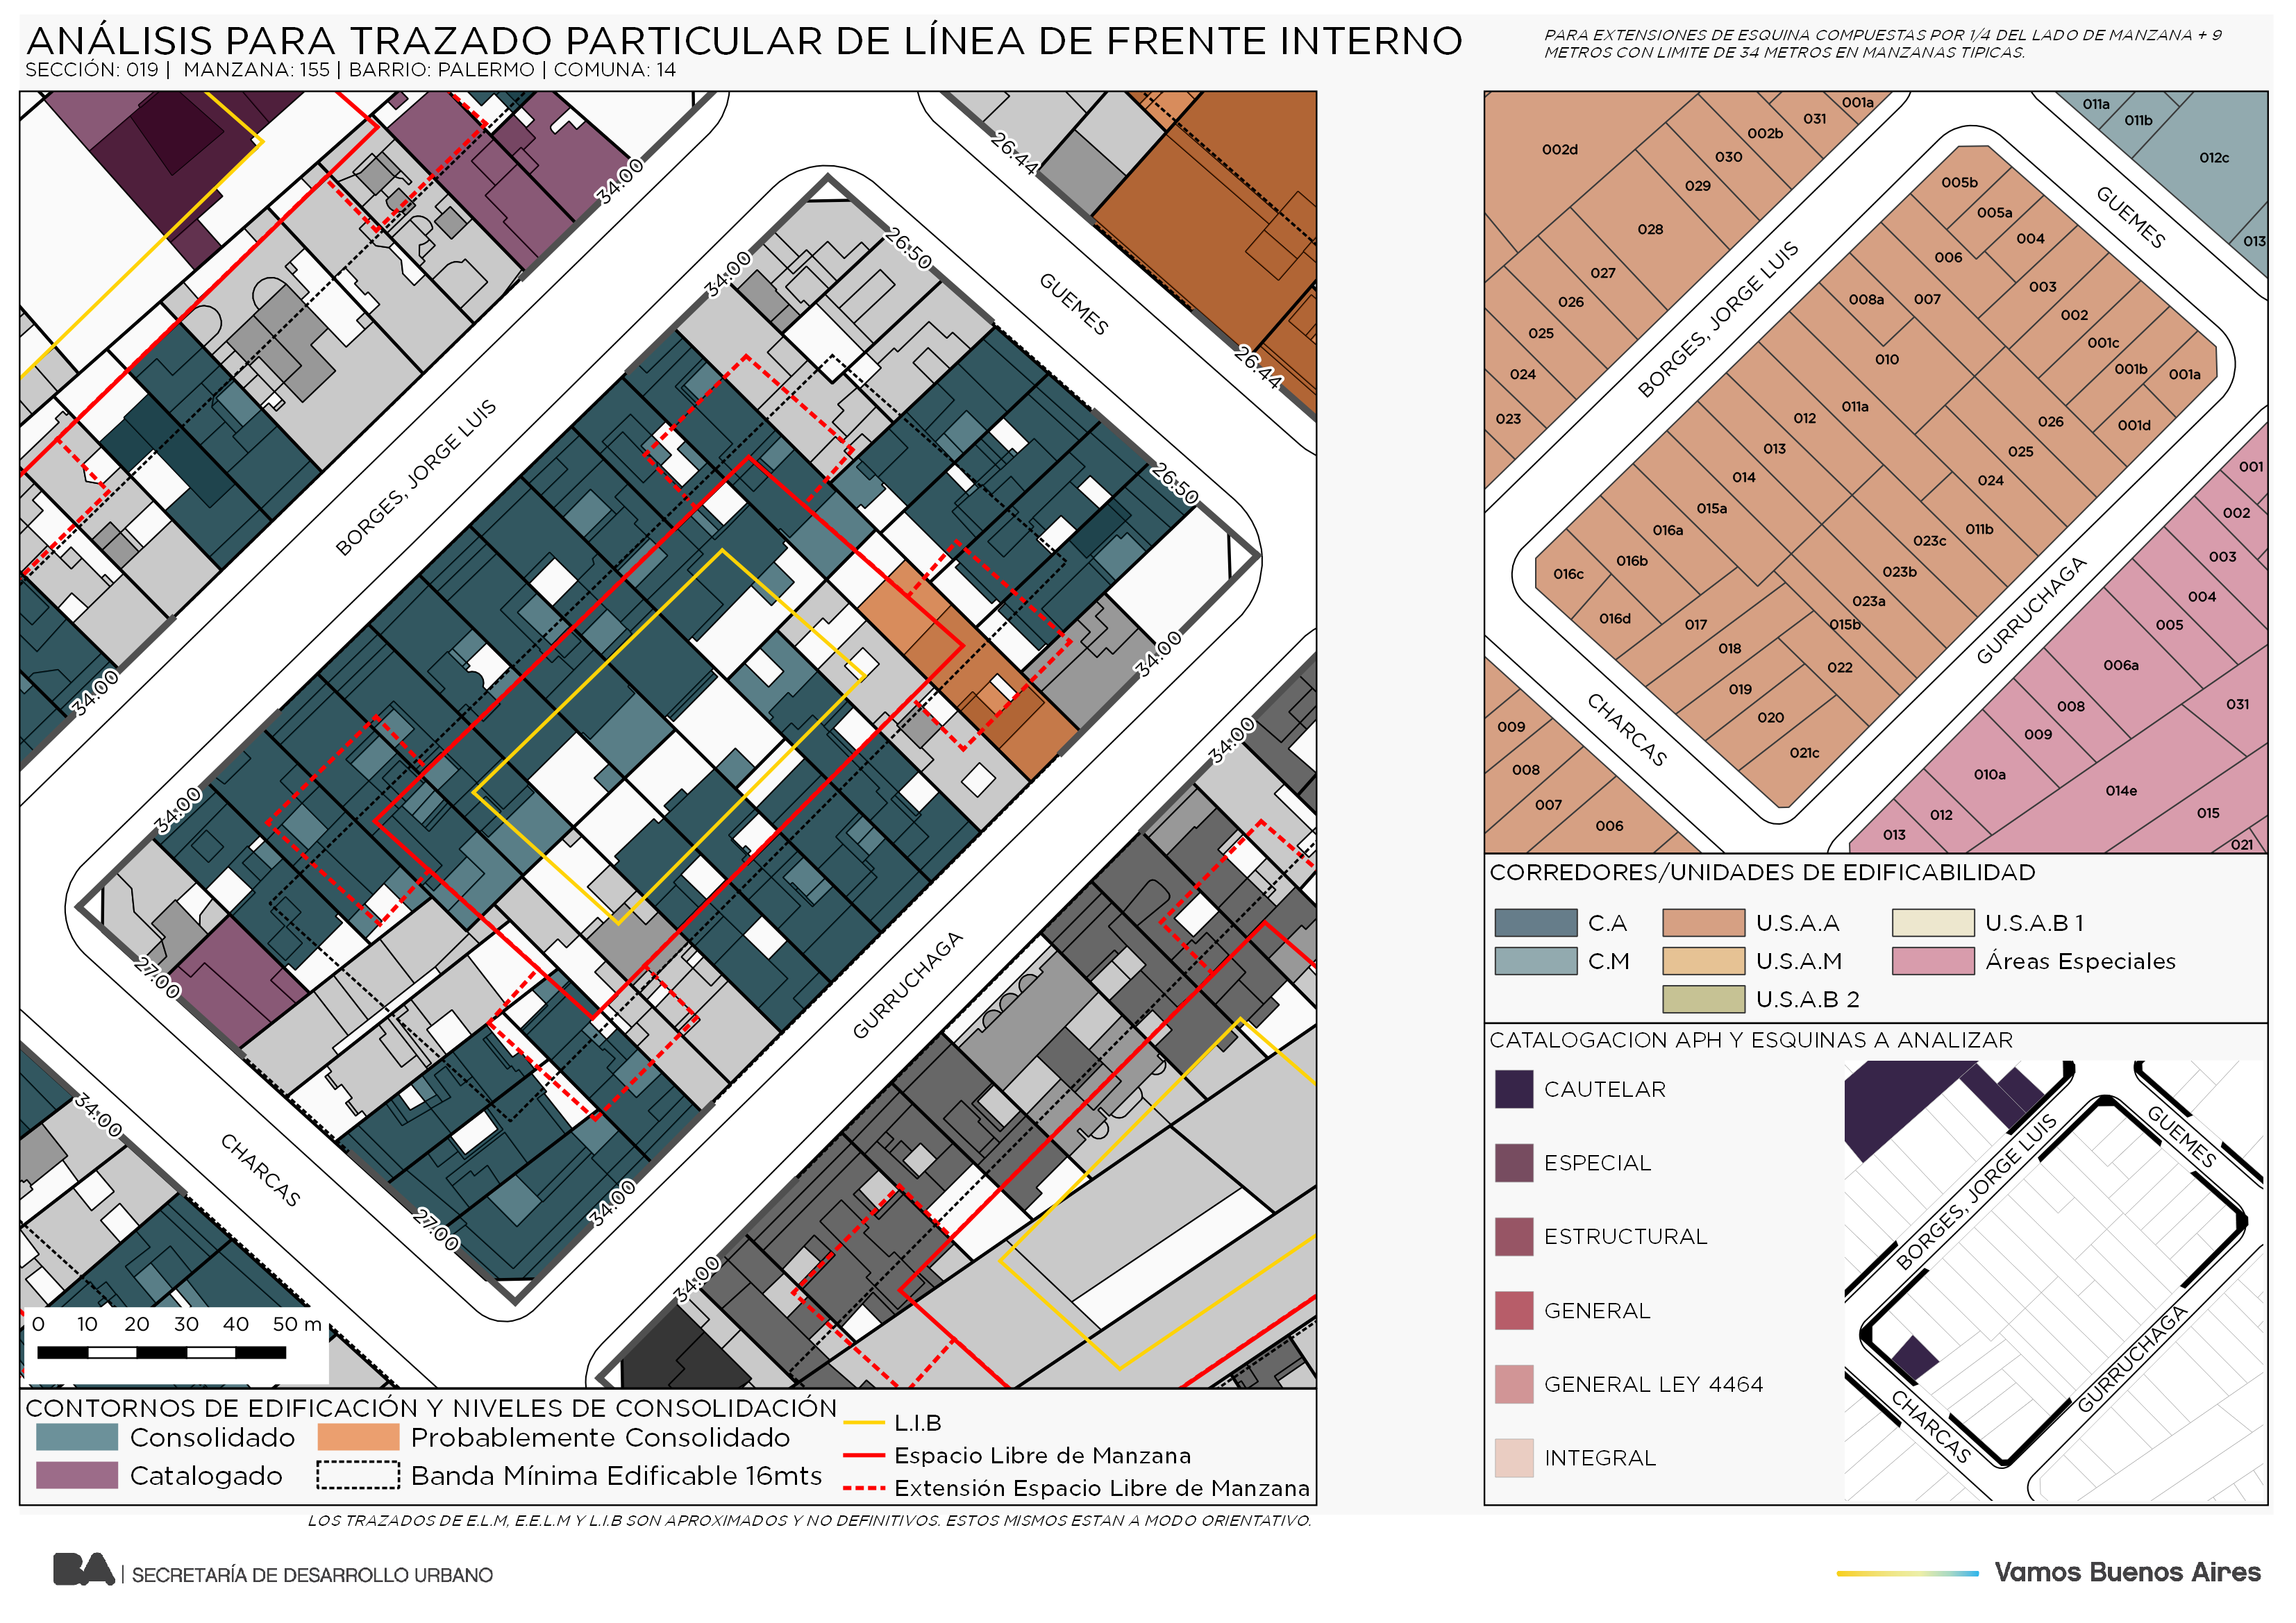 ANÁLISIS PARA TRAZADO PARTICULAR DE LÍNEA DE FRENTE INTERNO
SECCIÓN: 019 | MANZANA: 155 | BARRIO: PALERMO | COMUNA: 14
PARA EXTENSIONES DE ESQUINA COMPUESTAS POR 1/4 DEL LADO DE MANZANA + 9
METROS CON LIMITE DE 34 METROS EN MANZANAS TIPICAS.
34.00
26.44
26.50
34.00
GUEMES
26.44
BORGES, JORGE LUIS
26.50
34.00
34.00
34.00
34.00
27.00
GURRUCHAGA
34.00
CHARCAS
27.00
34.00
34.00
0 10 20 30 40 50 m
CONTORNOS DE EDIFICACIÓN Y NIVELES DE CONSOLIDACIÓN
Consolidado
Probablemente Consolidado
Catalogado
Banda Mínima Edificable 16mts
L.I.B
Espacio Libre de Manzana
Extensión Espacio Libre de Manzana
LOS TRAZADOS DE E.L.M, E.E.L.M Y L.I.B SON APROXIMADOS Y NO DEFINITIVOS. ESTOS MISMOS ESTAN A MODO ORIENTATIVO.
001a
031
002b
030
029
002d
028
027
026
025
024
023
011a
011b
012c
013
GUEMES
BORGES, JORGE LUIS
005b
005a
004
006
003
008a
007
002
001c
010
001b
001a
011a
012
026
001d
013
025
014
024
015a
016a
023c
011b
016b
016c
023b
023a
016d
017
015b
018
022
019
020
021c
GURRUCHAGA
CHARCAS
009
008
007
006
001
002
003
004
005
006a
031
008
009
010a
014e
012
015
013
021
CORREDORES/UNIDADES DE EDIFICABILIDAD
C.A
U.S.A.A
U.S.A.B 1
C.M
U.S.A.M
Áreas Especiales
U.S.A.B 2
CATALOGACION APH Y ESQUINAS A ANALIZAR
CAUTELAR
ESPECIAL
ESTRUCTURAL
GENERAL
GENERAL LEY 4464
INTEGRAL
GUEMES
BORGES, JORGE LUIS
GURRUCHAGA
CHARCAS
BA | SECRETARÍA DE DESARROLLO URBANO
Vamos Buenos Aires